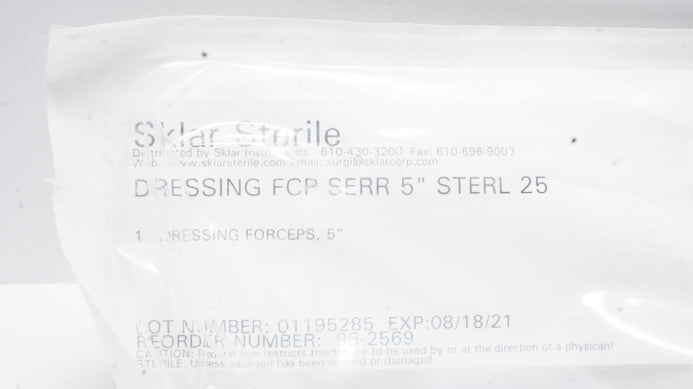 Sklar Sterile
Distributed by Sklar Instruments - 610-430-3200 Fax: 610-696-9007
Web: www.sklarsterile.com Email: surgi@sklarcorp.com
DRESSING FCP SERR 5" STERL 25
1 DRESSING FORCEPS, 5"
LOT NUMBER: 01195285 EXP:08/18/21
REORDER NUMBER: 96-2569
CAUTION: Federal law restricts this device to be used by or at the direction of a physican!
STERILE: Unless package has been opened or damaged.